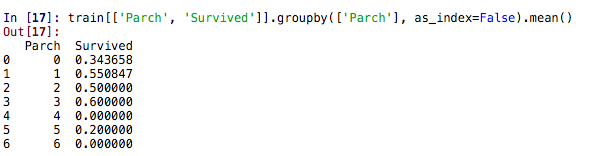 In [17]: train[['Parch', 'Survived']].groupby(['Parch'], as_index=False).mean()
Out[17]:
   Parch  Survived
0      0  0.343658
1      1  0.550847
2      2  0.500000
3      3  0.600000
4      4  0.000000
5      5  0.200000
6      6  0.000000